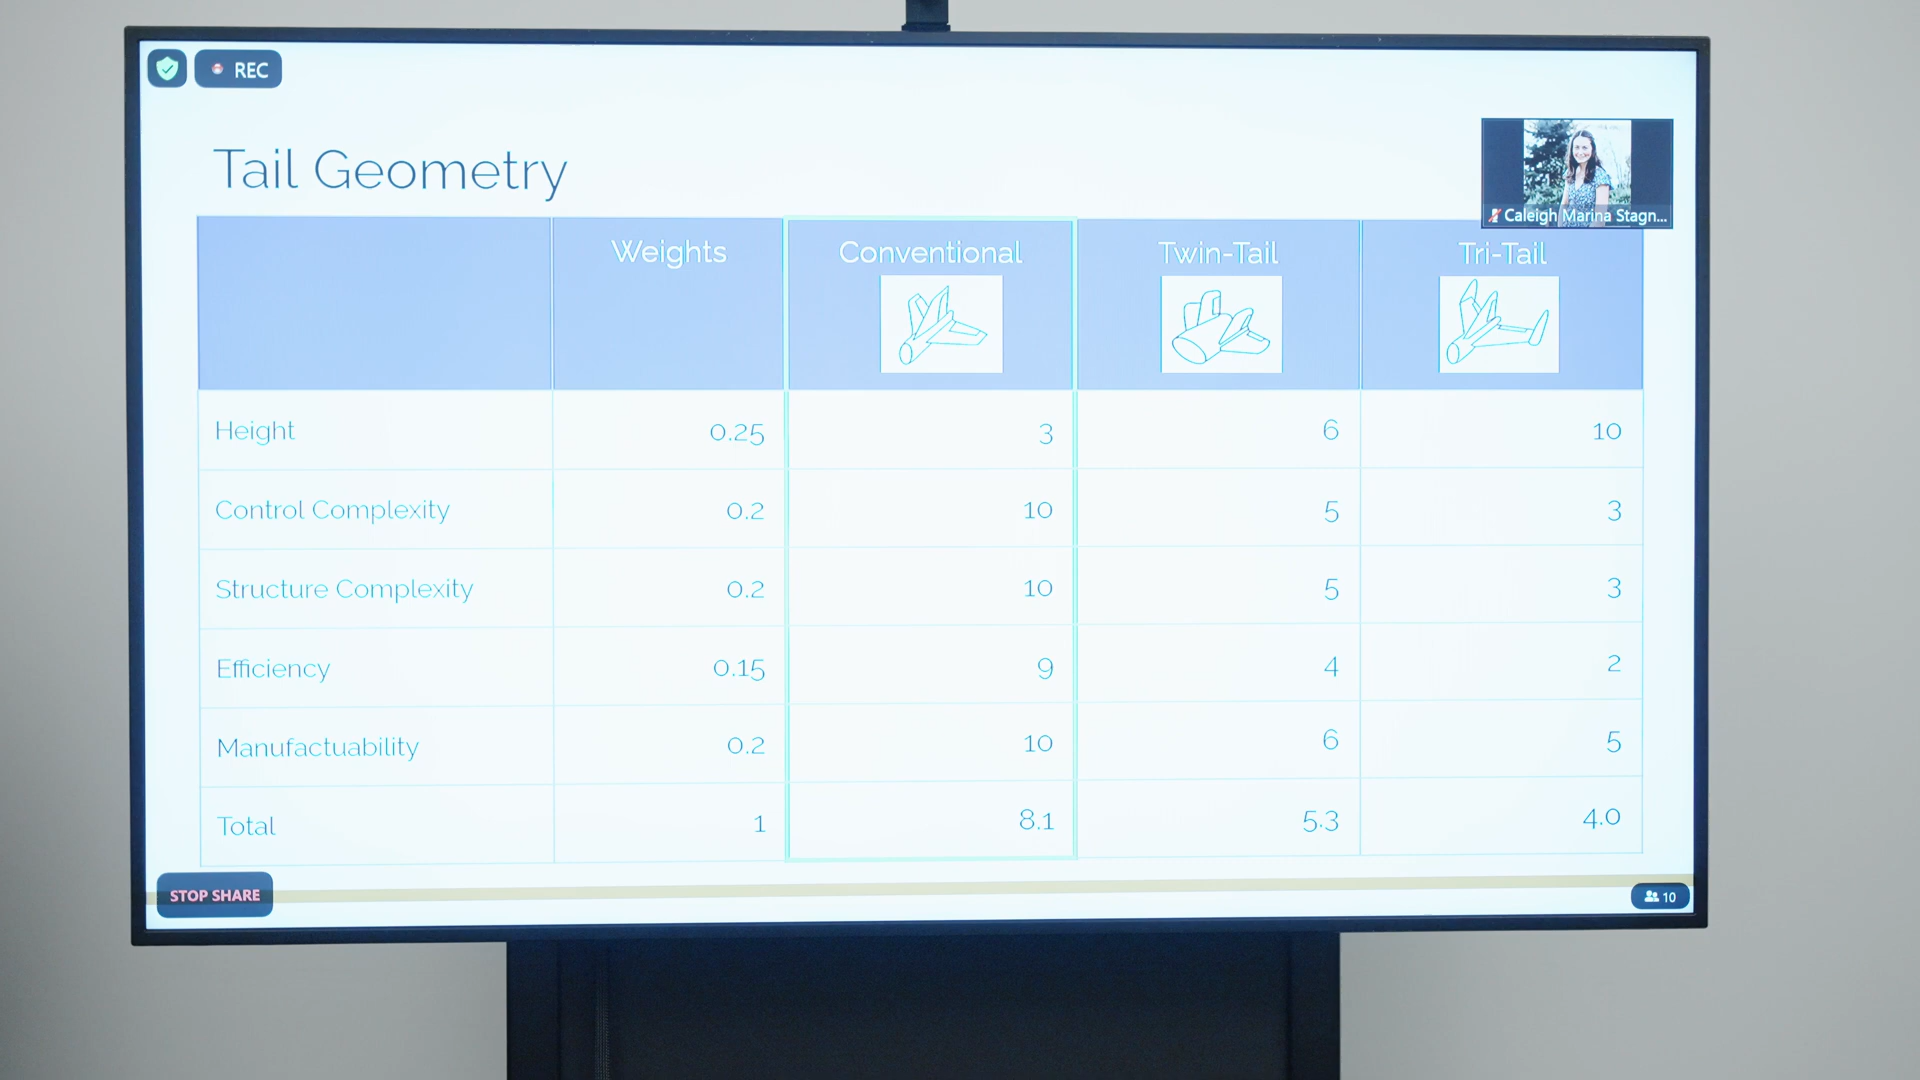 REC
Tail Geometry
Caleigh Marina Stagn...
Weights Conventional Twin-Tail Tri-Tail
Height 0.25 3 6 10
Control Complexity 0.2 10 5 3
Structure Complexity 0.2 10 5 3
Efficiency 0.15 9 4 2
Manufactuability 0.2 10 6 5
Total 1 8.1 5.3 4.0
STOP SHARE
10